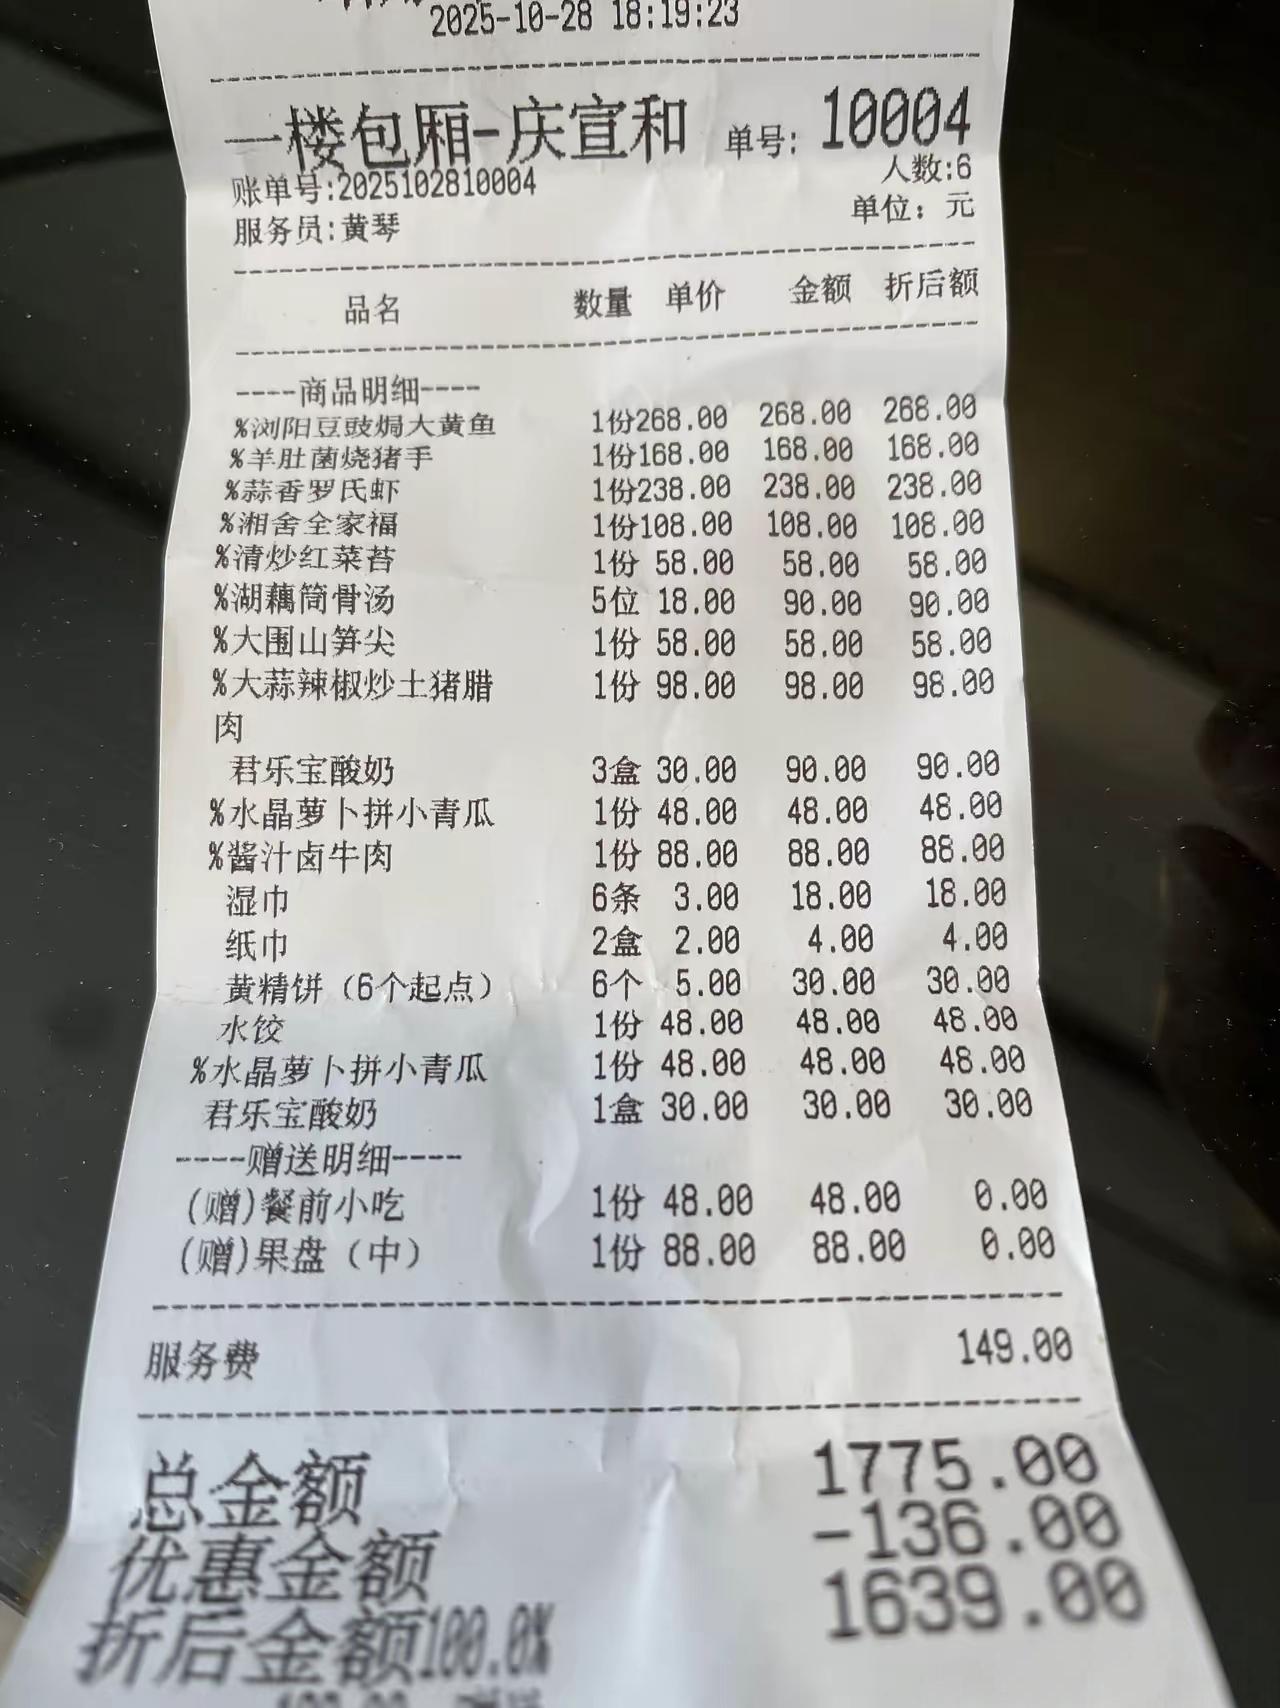 2025-10-28 18:19:23
一楼包厢-庆宣和 单号: 10004
账单号:2025102810004 人数:6
服务员:黄琴 单位：元
品名 数量 单价 金额 折后额
----商品明细----
%浏阳豆豉焗大黄鱼 1份268.00 268.00 268.00
%羊肚菌烧猪手 1份168.00 168.00 168.00
%蒜香罗氏虾 1份238.00 238.00 238.00
%湘舍全家福 1份108.00 108.00 108.00
%清炒红菜苔 1份 58.00 58.00 58.00
%湖藕筒骨汤 5位 18.00 90.00 90.00
%大围山笋尖 1份 58.00 58.00 58.00
%大蒜辣椒炒土猪腊 1份 98.00 98.00 98.00
肉
君乐宝酸奶 3盒 30.00 90.00 90.00
%水晶萝卜拼小青瓜 1份 48.00 48.00 48.00
%酱汁卤牛肉 1份 88.00 88.00 88.00
湿巾 6条 3.00 18.00 18.00
纸巾 2盒 2.00 4.00 4.00
黄精饼（6个起点） 6个 5.00 30.00 30.00
水饺 1份 48.00 48.00 48.00
%水晶萝卜拼小青瓜 1份 48.00 48.00 48.00
君乐宝酸奶 1盒 30.00 30.00 30.00
----赠送明细----
(赠)餐前小吃 1份 48.00 48.00 0.00
(赠)果盘（中） 1份 88.00 88.00 0.00
服务费 149.00
总金额 1775.00
优惠金额 -136.00
折后金额100.0% 1639.00